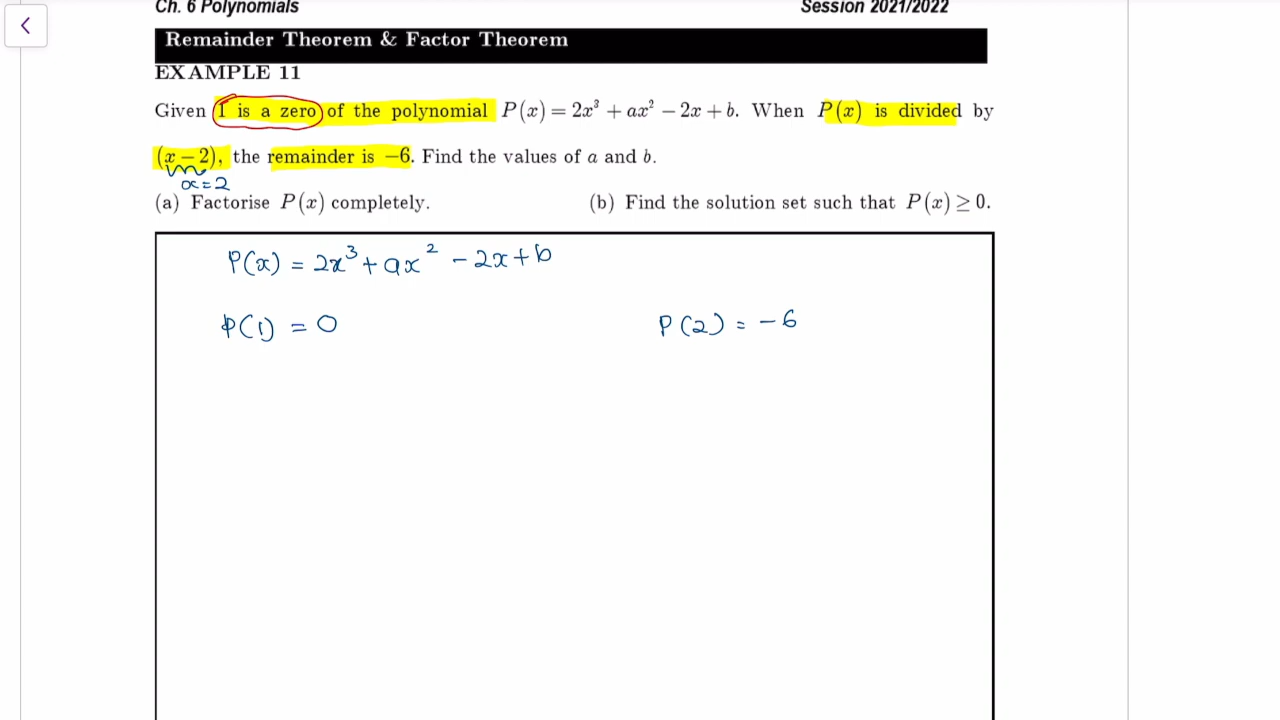 Ch. 6 Polynomials Session 2021/2022
Remainder Theorem & Factor Theorem
EXAMPLE 11
Given 1 is a zero of the polynomial P(x) = 2x³ + ax² − 2x + b. When P(x) is divided by
(x − 2), the remainder is −6. Find the values of a and b.
x = 2
(a) Factorise P(x) completely. (b) Find the solution set such that P(x) ≥ 0.
P(x) = 2x³ + ax² − 2x + b
P(1) = 0 P(2) = −6